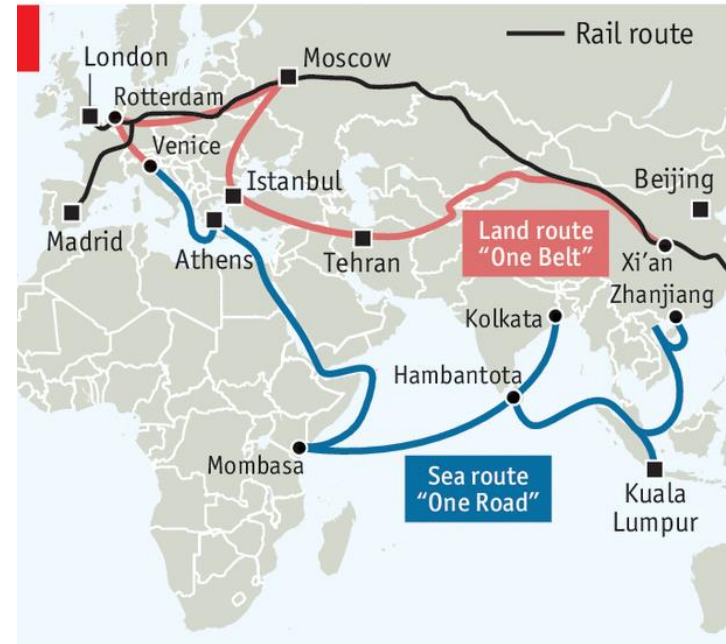 Rail route
London
Moscow
Rotterdam
Venice
Istanbul
Beijing
Madrid
Athens
Tehran
Land route
“One Belt”
Xi’an
Zhanjiang
Kolkata
Hambantota
Mombasa
Sea route
“One Road”
Kuala
Lumpur